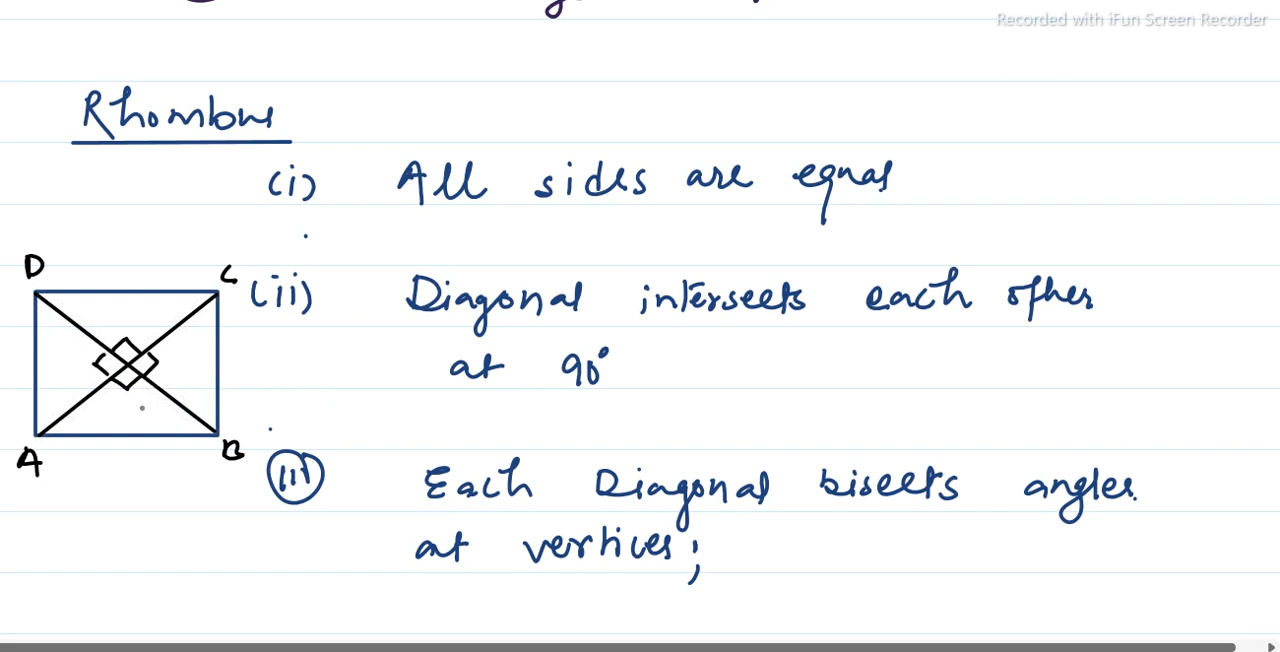 Recorded with iFun Screen Recorder
Rhombus
(i) All sides are equal
D
C
(ii) Diagonal intersects each other
at 90°
A
B
(iii) Each Diagonal bisects angles
at vertices;